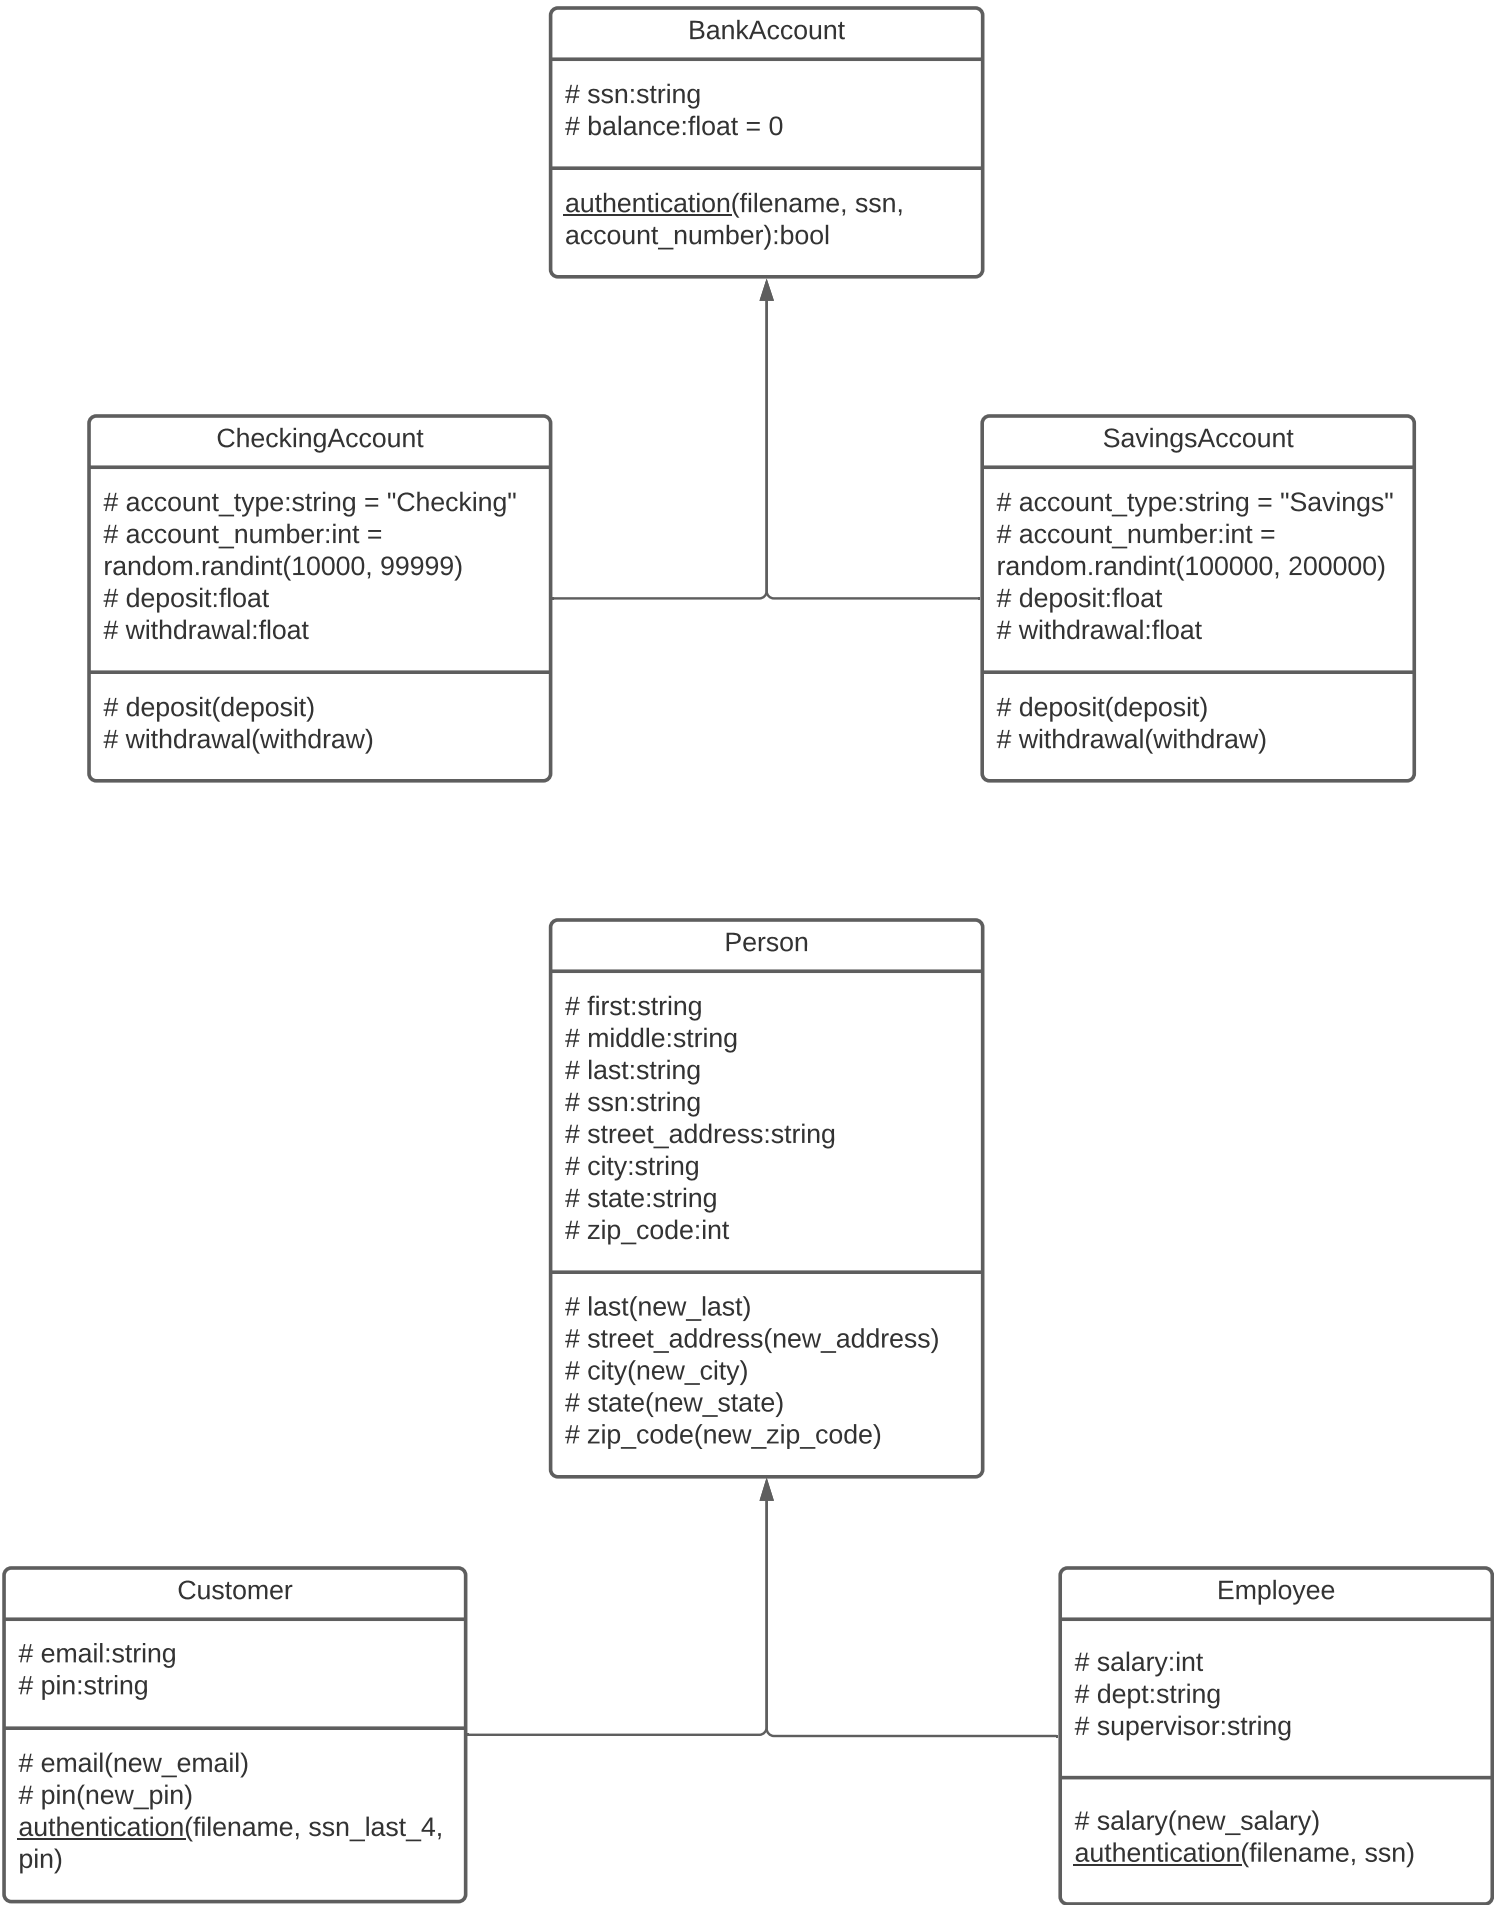 BankAccount
# ssn:string
# balance:float = 0
authentication(filename, ssn,
account_number):bool
CheckingAccount
# account_type:string = "Checking"
# account_number:int =
random.randint(10000, 99999)
# deposit:float
# withdrawal:float
# deposit(deposit)
# withdrawal(withdraw)
SavingsAccount
# account_type:string = "Savings"
# account_number:int =
random.randint(100000, 200000)
# deposit:float
# withdrawal:float
# deposit(deposit)
# withdrawal(withdraw)
Person
# first:string
# middle:string
# last:string
# ssn:string
# street_address:string
# city:string
# state:string
# zip_code:int
# last(new_last)
# street_address(new_address)
# city(new_city)
# state(new_state)
# zip_code(new_zip_code)
Customer
# email:string
# pin:string
# email(new_email)
# pin(new_pin)
authentication(filename, ssn_last_4,
pin)
Employee
# salary:int
# dept:string
# supervisor:string
# salary(new_salary)
authentication(filename, ssn)